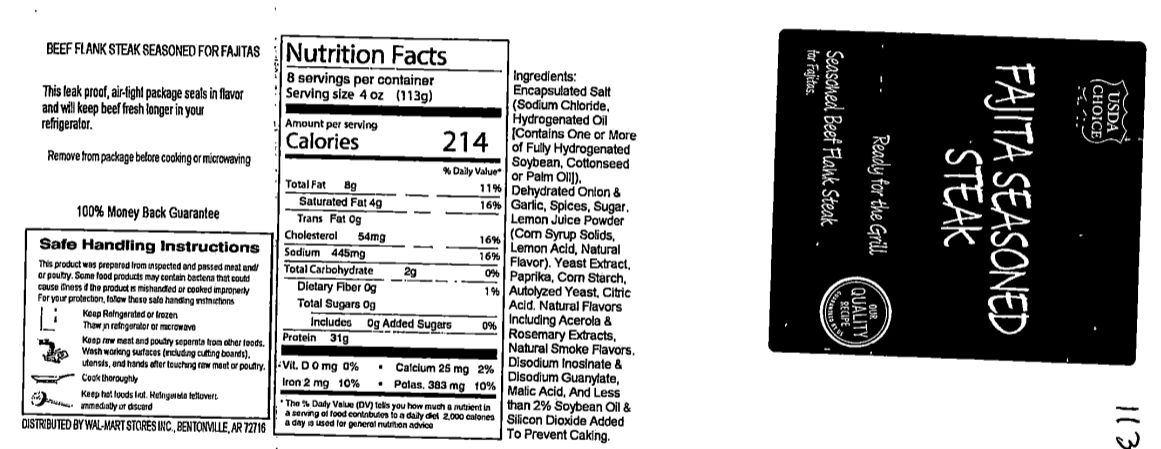 BEEF FLANK STEAK SEASONED FOR FAJITAS
This leak proof, air-tight package seals in flavor
and will keep beef fresh longer in your
refrigerator.
Remove from package before cooking or microwaving
100% Money Back Guarantee
Safe Handling Instructions
This product was prepared from inspected and passed meat and/
or poultry. Some food products may contain bacteria that could
cause illness if the product is mishandled or cooked improperly
For your protection, follow these safe handling instructions
Keep Refrigerated or frozen
Thaw in refrigerator or microwave
Keep raw meat and poultry separate from other foods.
Wash working surfaces (including cutting boards),
utensils, and hands after touching raw meat or poultry.
Cook thoroughly
Keep hot foods hot. Refrigerate leftovers
immediately or discard
DISTRIBUTED BY WAL-MART STORES INC., BENTONVILLE, AR 72716
Nutrition Facts
8 servings per container
Serving size 4 oz (113g)
Amount per serving
Calories 214
% Daily Value*
Total Fat 8g 11%
Saturated Fat 4g 16%
Trans Fat 0g
Cholesterol 54mg 16%
Sodium 445mg 16%
Total Carbohydrate 2g 0%
Dietary Fiber 0g 1%
Total Sugars 0g
Includes 0g Added Sugars 0%
Protein 31g
Vit. D 0 mg 0% • Calcium 25 mg 2%
Iron 2 mg 10% • Potas. 383 mg 10%
* The % Daily Value (DV) tells you how much a nutrient in
a serving of food contributes to a daily diet 2,000 calories
a day is used for general nutrition advice
Ingredients:
Encapsulated Salt
(Sodium Chloride,
Hydrogenated Oil
[Contains One or More
of Fully Hydrogenated
Soybean, Cottonseed
or Palm Oil]),
Dehydrated Onion &
Garlic, Spices, Sugar,
Lemon Juice Powder
(Corn Syrup Solids,
Lemon Acid, Natural
Flavor). Yeast Extract,
Paprika, Corn Starch,
Autolyzed Yeast, Citric
Acid. Natural Flavors
Including Acerola &
Rosemary Extracts,
Natural Smoke Flavors.
Disodium Inosinate &
Disodium Guanylate,
Malic Acid, And Less
than 2% Soybean Oil &
Silicon Dioxide Added
To Prevent Caking.
USDA
CHOICE
FAJITA SEASONED
STEAK
Ready for the Grill
Seasoned Beef Flank Steak
for Fajitas.
OUR
QUALITY
RECIPE
113